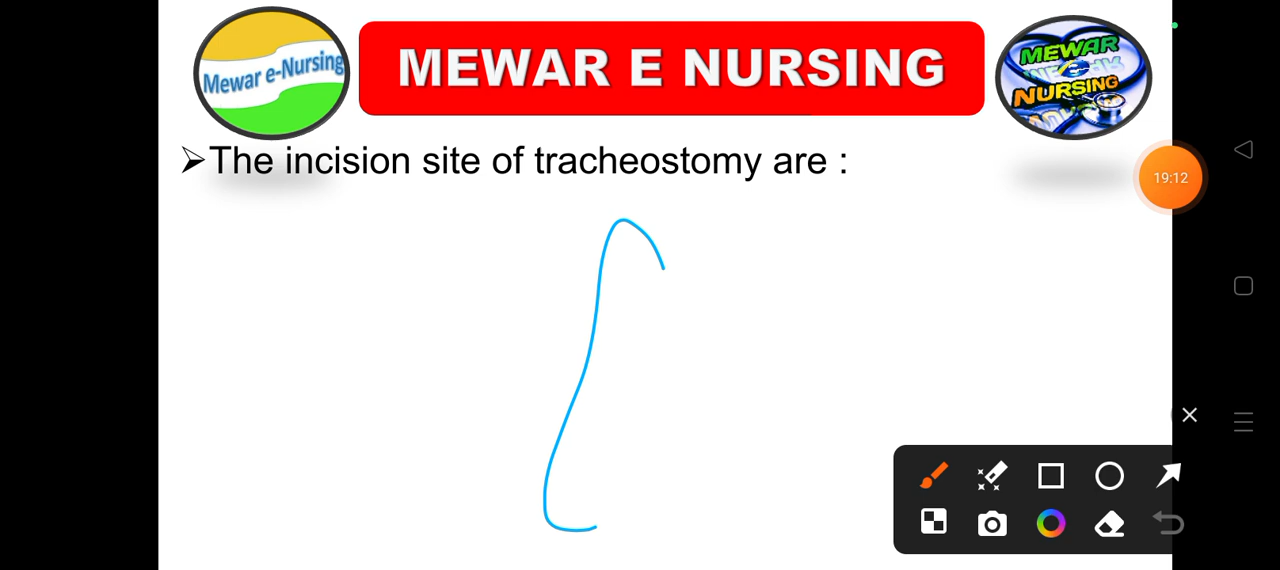 Mewar e-Nursing
MEWAR E NURSING
MEWAR
NURSING
➢The incision site of tracheostomy are :
19:12